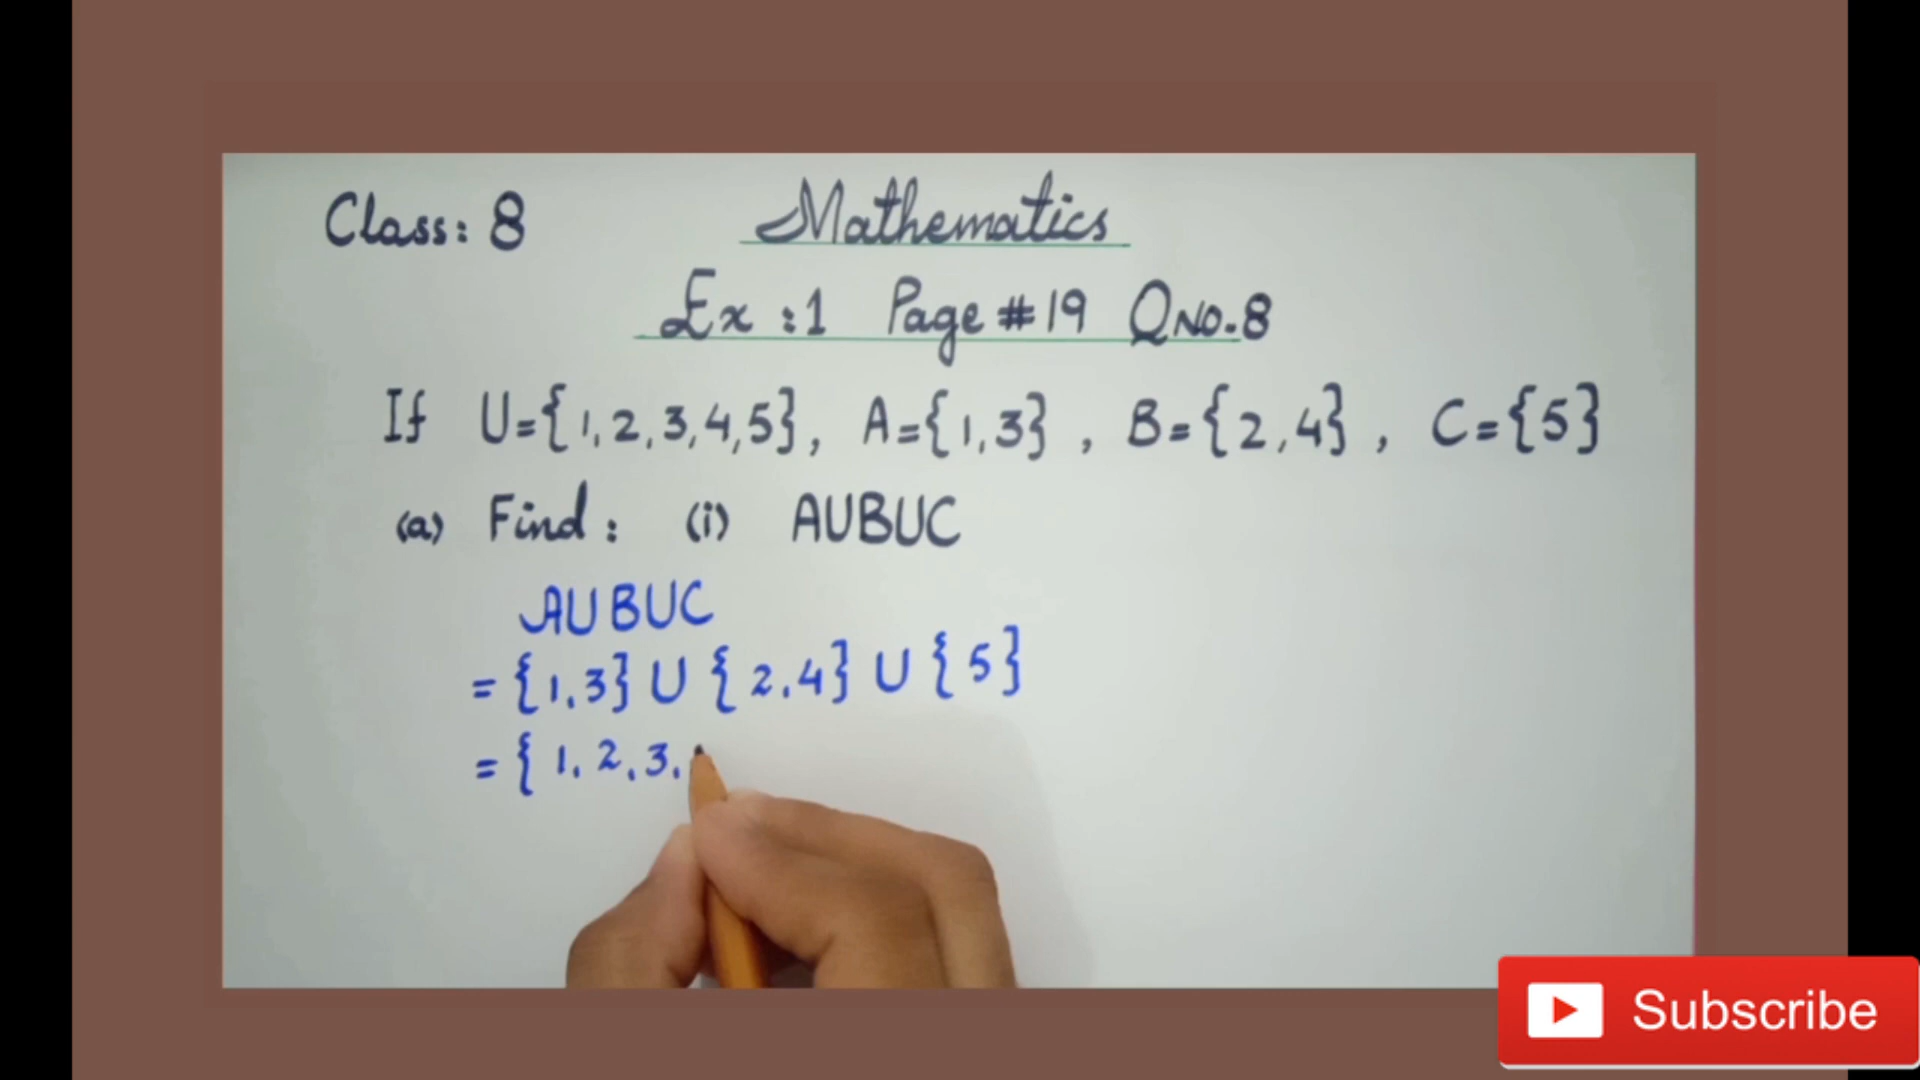 Class: 8
Mathematics
Ex :1 Page # 19 QNO.8
If U={1,2,3,4,5}, A={1,3} , B={2,4} , C={5}
(a) Find: (i) AUBUC
AUBUC
={1,3} U {2,4} U {5}
={ 1,2,3,
Subscribe